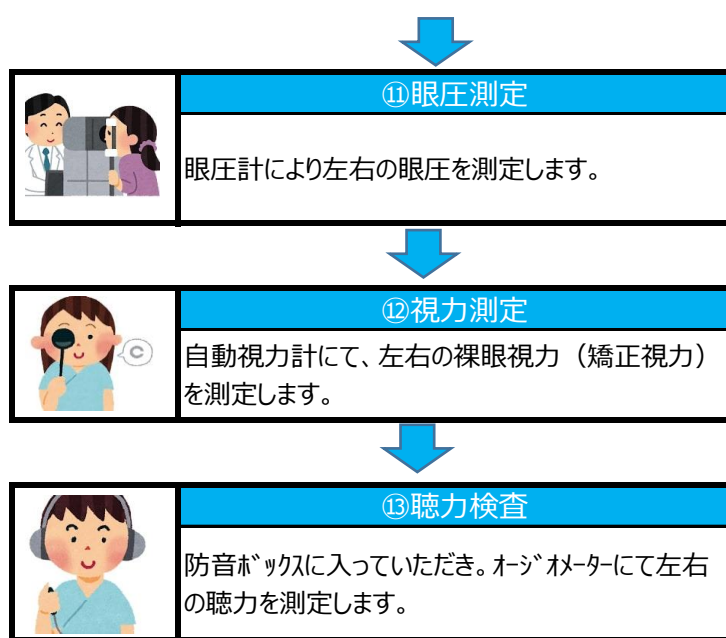 ⑪眼圧測定
眼圧計により左右の眼圧を測定します。
⑫視力測定
自動視力計にて、左右の裸眼視力（矯正視力）
を測定します。
C
⑬聴力検査
防音ﾎﾞｯｸｽに入っていただき。ｵｰｼﾞｵﾒｰﾀｰにて左右
の聴力を測定します。